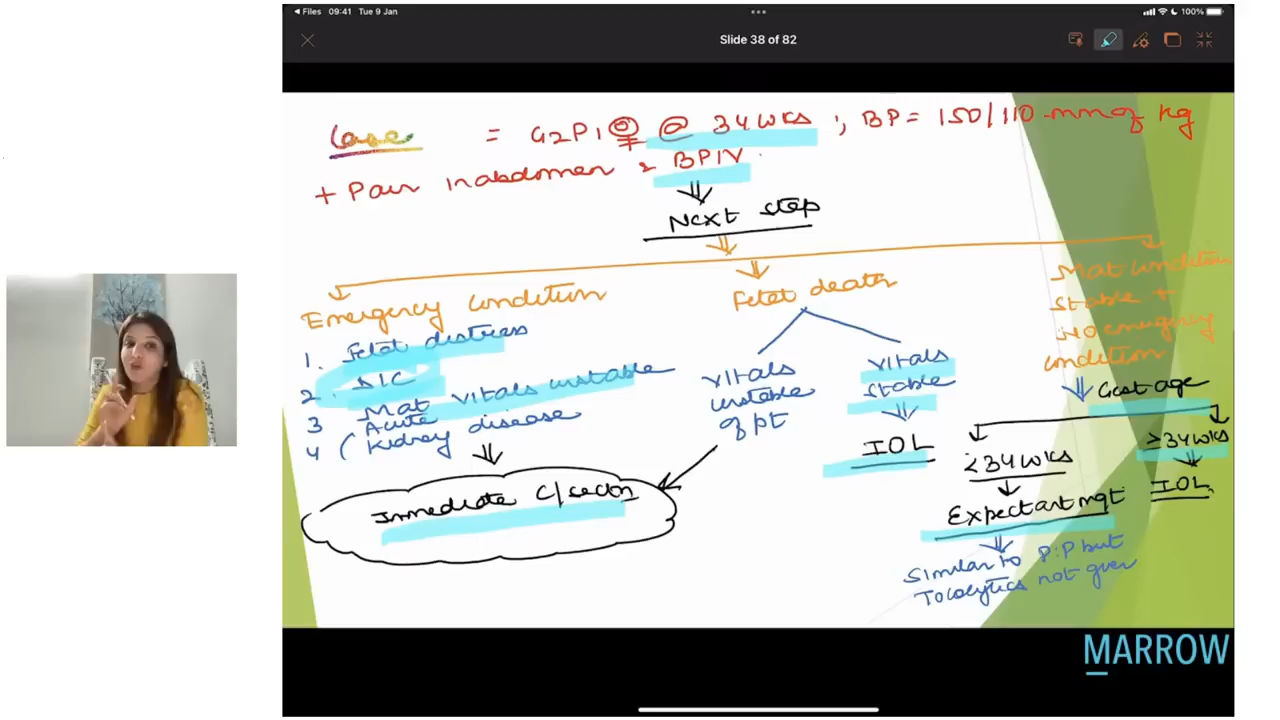 Files 09:41 Tue 9 Jan
100%
Slide 38 of 82
Case = G2P1 @ 34 wks ; BP = 150/110 mm of Hg
+ Pain in abdomen & BPIV
Next step
Emergency condition
1. Fetal distress
2. DIC
3 Mat vitals unstable
4 (Acute Kidney disease
Immediate C/section
Fetal death
vitals
unstable
of pt
vitals
stable
IOL
Mat condition
stable +
NO emergency
condition
Gest age
<34 wks
Expectant mgt
Similar to P.P but
Tocolytics not given
≥34 wks
IOL
MARROW